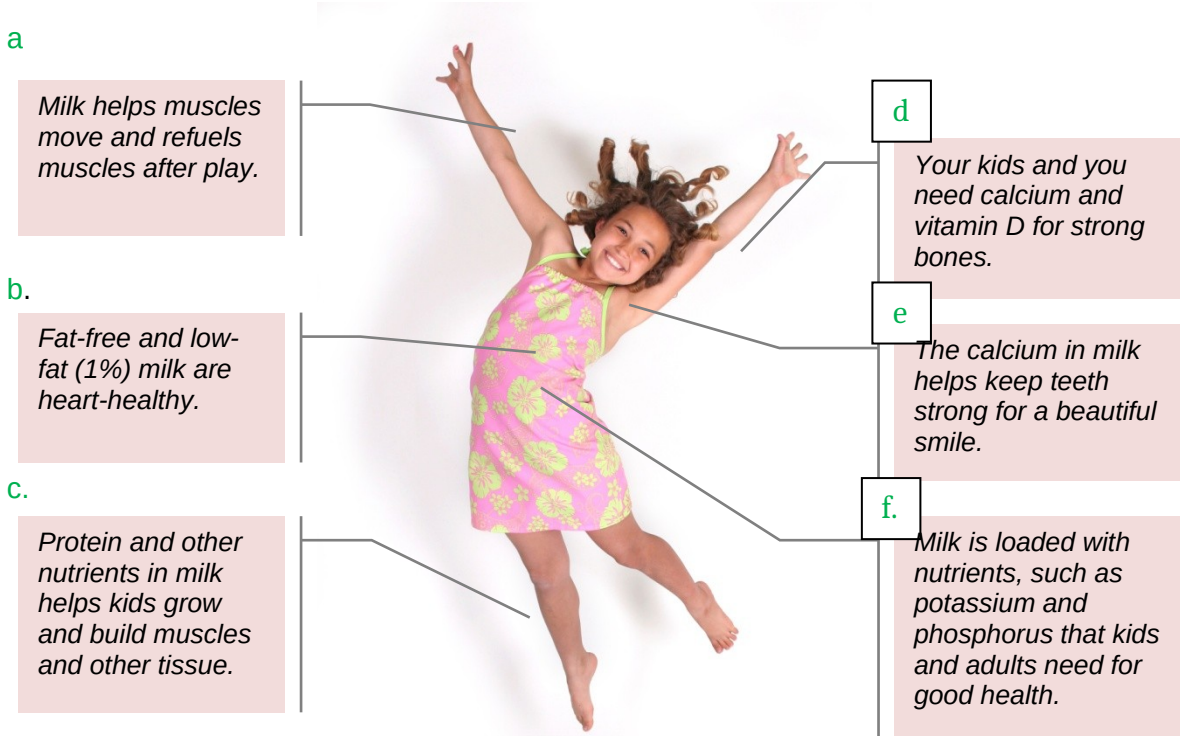 a
Milk helps muscles
move and refuels
muscles after play.
b.
Fat-free and low-
fat (1%) milk are
heart-healthy.
c.
Protein and other
nutrients in milk
helps kids grow
and build muscles
and other tissue.
d
Your kids and you
need calcium and
vitamin D for strong
bones.
e
The calcium in milk
helps keep teeth
strong for a beautiful
smile.
f.
Milk is loaded with
nutrients, such as
potassium and
phosphorus that kids
and adults need for
good health.